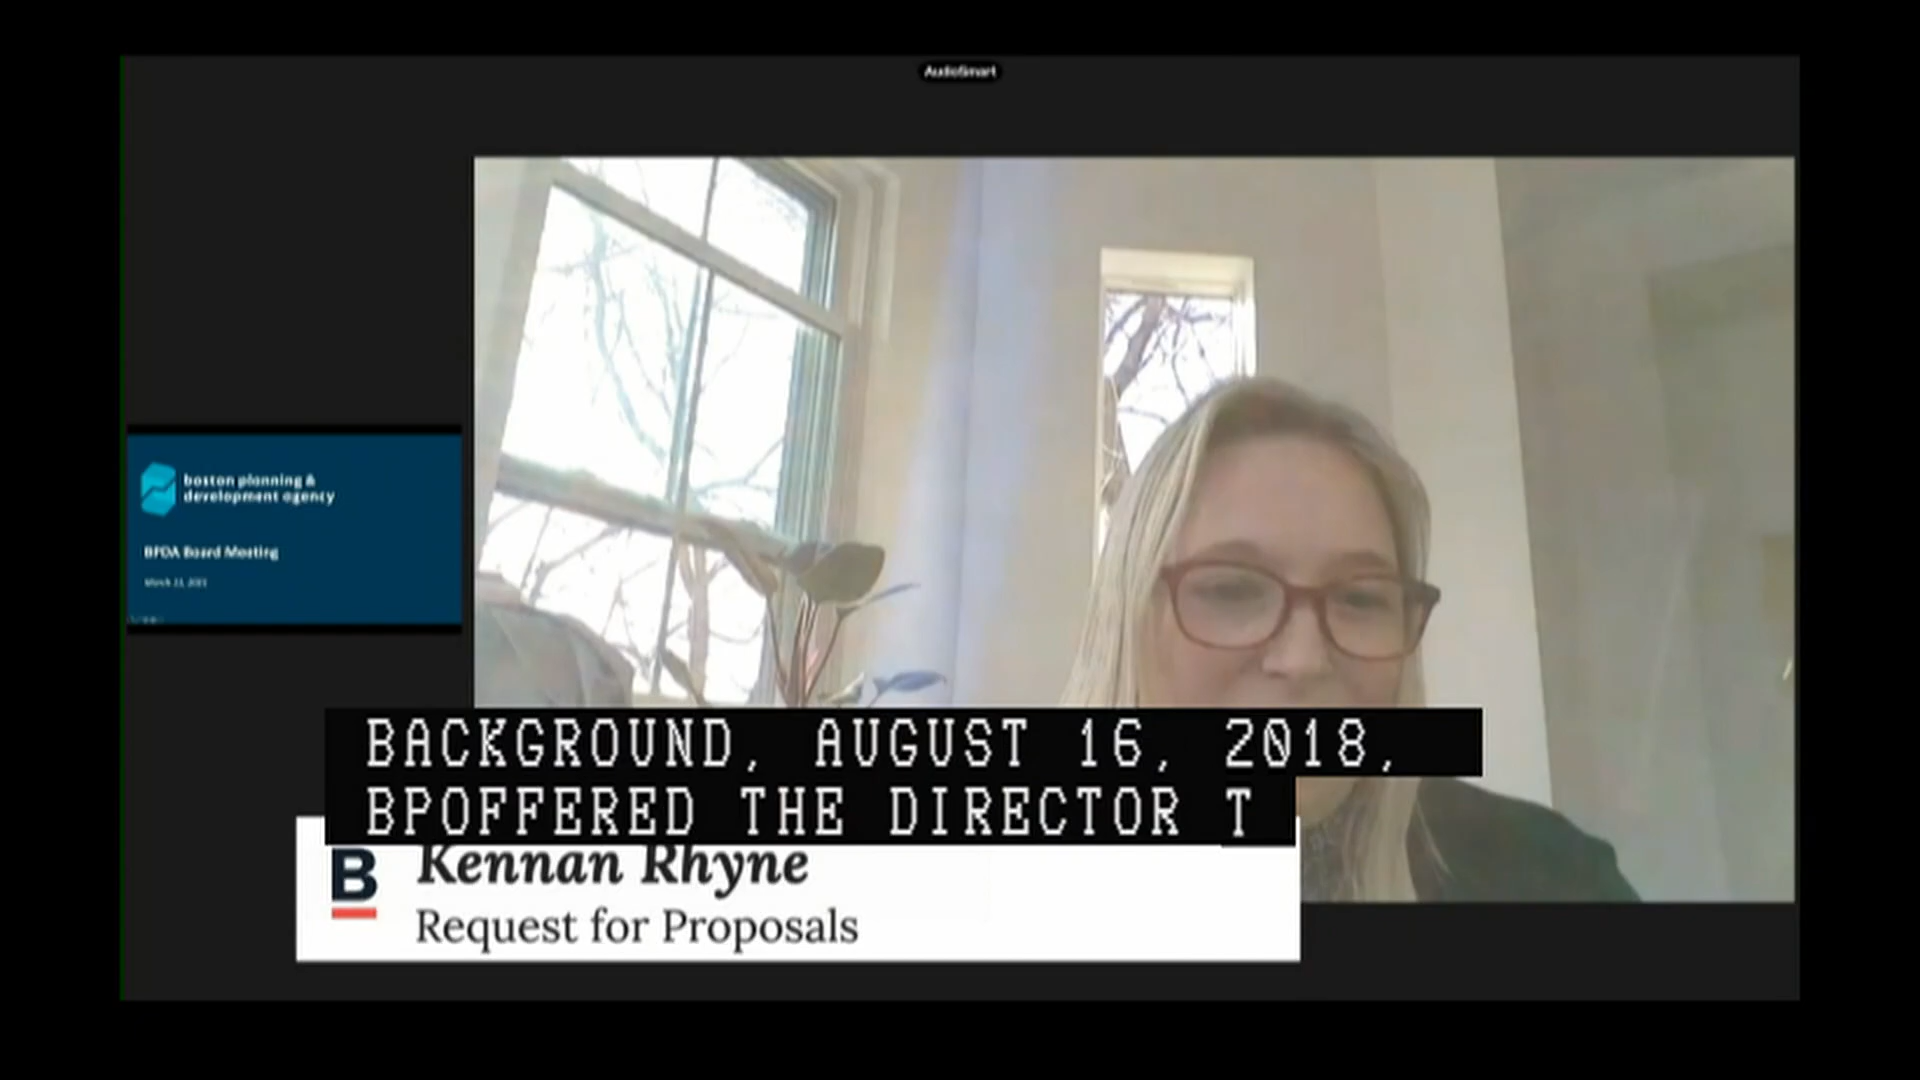 AudioSmart
boston planning &
development agency
BPDA Board Meeting
BACKGROUND, AUGUST 16, 2018,
BPOFFERED THE DIRECTOR T
B
Kennan Rhyne
Request for Proposals